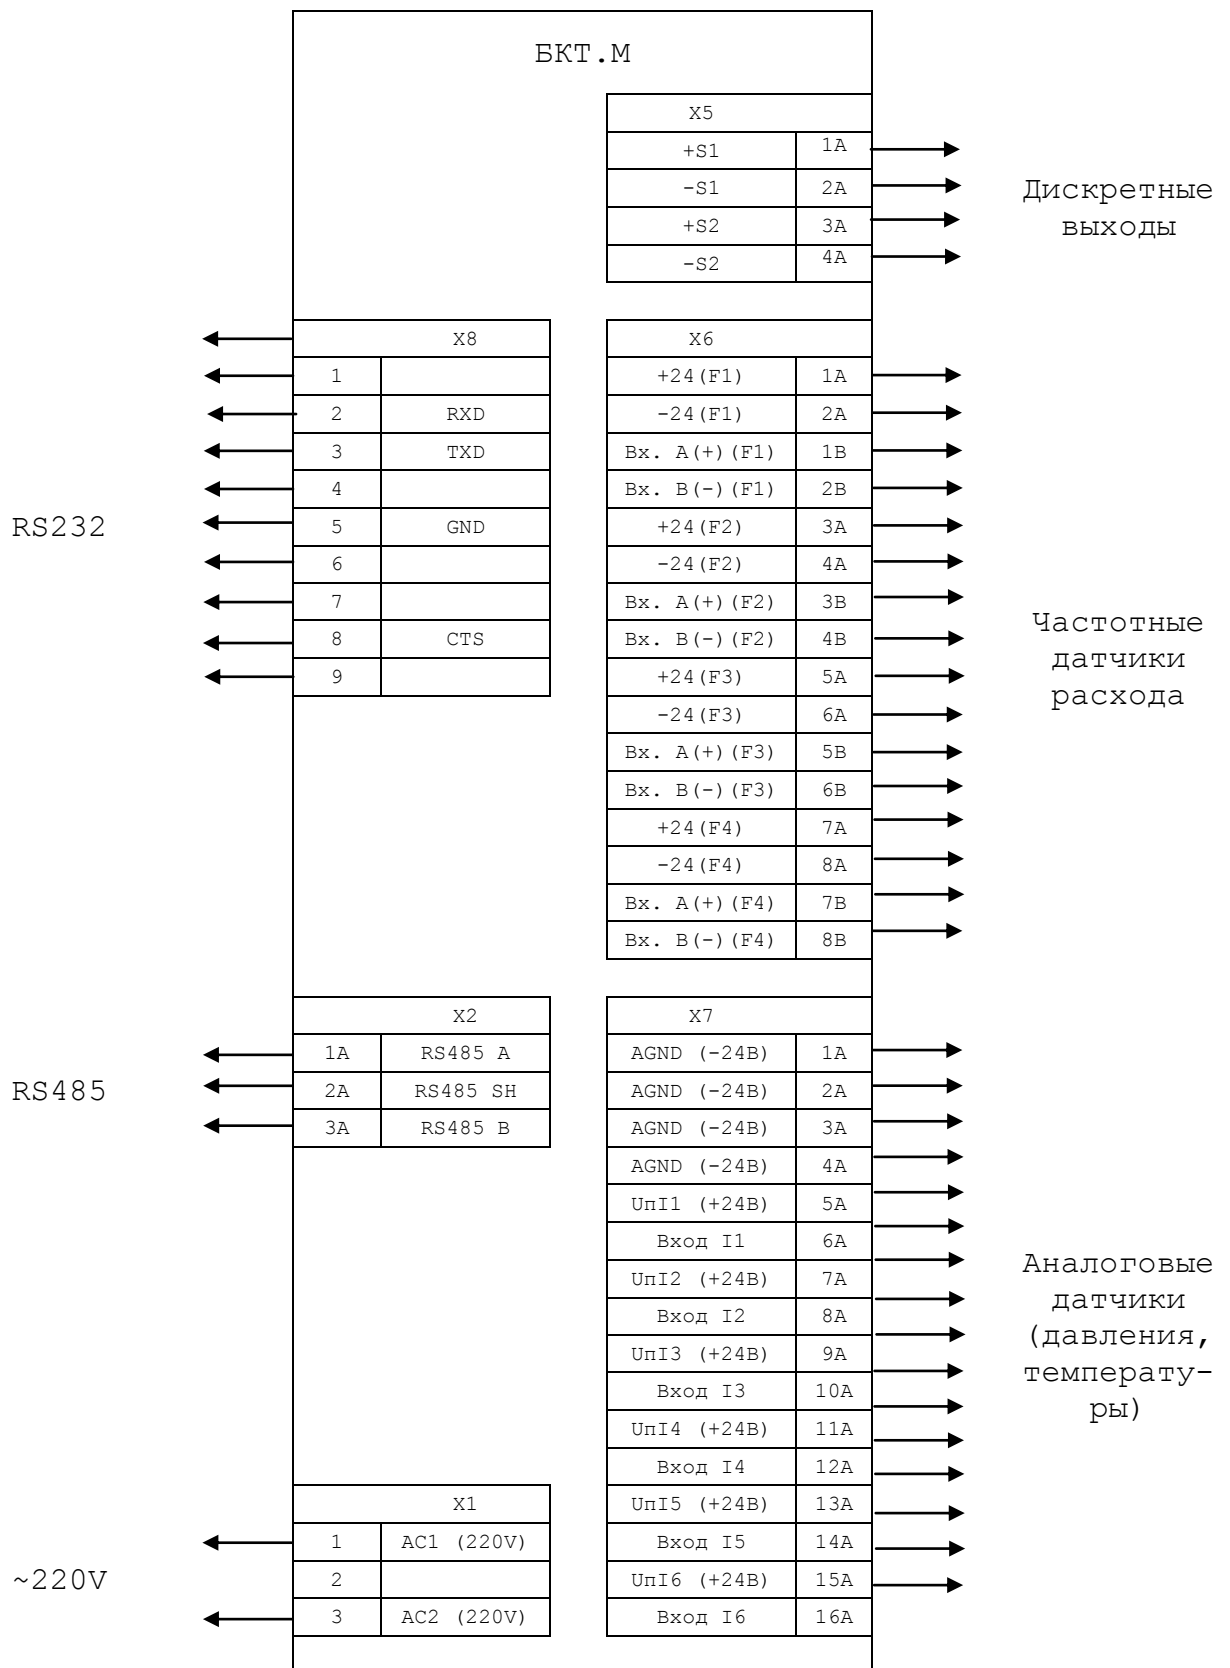 БКТ.М
X5
+S1 1A
-S1 2A
+S2 3A
-S2 4A
Дискретные
выходы
X8
1
2 RXD
3 TXD
4
5 GND
6
7
8 CTS
9
RS232
X6
+24(F1) 1A
-24(F1) 2A
Вх. А(+)(F1) 1B
Вх. В(-)(F1) 2B
+24(F2) 3A
-24(F2) 4A
Вх. А(+)(F2) 3B
Вх. В(-)(F2) 4B
+24(F3) 5A
-24(F3) 6A
Вх. А(+)(F3) 5B
Вх. В(-)(F3) 6B
+24(F4) 7A
-24(F4) 8A
Вх. А(+)(F4) 7B
Вх. В(-)(F4) 8B
Частотные
датчики
расхода
X2
1A RS485 A
2A RS485 SH
3A RS485 B
RS485
X7
AGND (-24В) 1A
AGND (-24В) 2A
AGND (-24В) 3A
AGND (-24В) 4A
UпI1 (+24В) 5A
Вход I1 6A
UпI2 (+24В) 7A
Вход I2 8A
UпI3 (+24В) 9A
Вход I3 10A
UпI4 (+24В) 11A
Вход I4 12A
UпI5 (+24В) 13A
Вход I5 14A
UпI6 (+24В) 15A
Вход I6 16A
Аналоговые
датчики
(давления,
температу-
ры)
X1
1 AC1 (220V)
2
3 AC2 (220V)
~220V